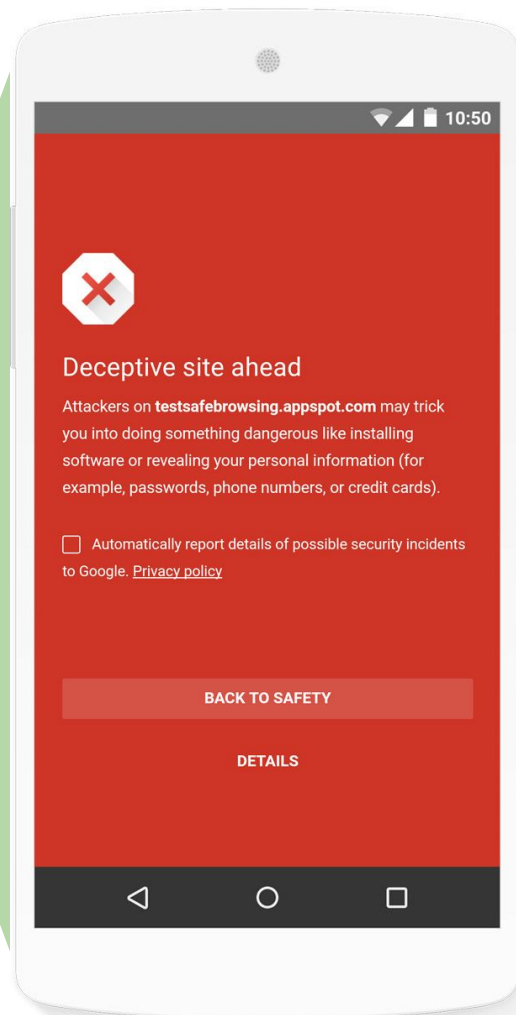 10:50
Deceptive site ahead
Attackers on testsafebrowsing.appspot.com may trick
you into doing something dangerous like installing
software or revealing your personal information (for
example, passwords, phone numbers, or credit cards).
Automatically report details of possible security incidents
to Google. Privacy policy
BACK TO SAFETY
DETAILS